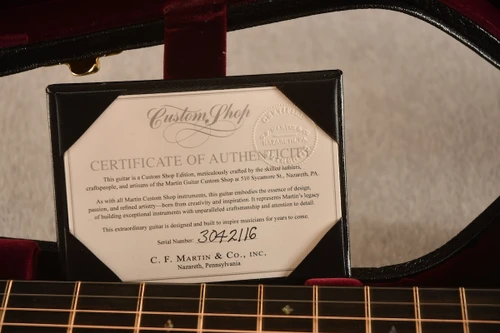 Custom Shop
CERTIFICATE OF AUTHENTICITY
This guitar is a Custom Shop Edition, meticulously crafted by the skilled luthiers,
craftspeople, and artisans of the Martin Guitar Custom Shop at 510 Sycamore St., Nazareth, PA.
As with all Martin Custom Shop instruments, this guitar embodies the essence of design,
passion, and refined artistry—born from creativity and inspiration. It represents Martin's legacy
of building exceptional instruments with unparalleled craftsmanship and attention to detail.
This extraordinary guitar is designed and built to inspire musicians for years to come.
Serial Number: 3042116
C. F. MARTIN & CO., INC.
Nazareth, Pennsylvania